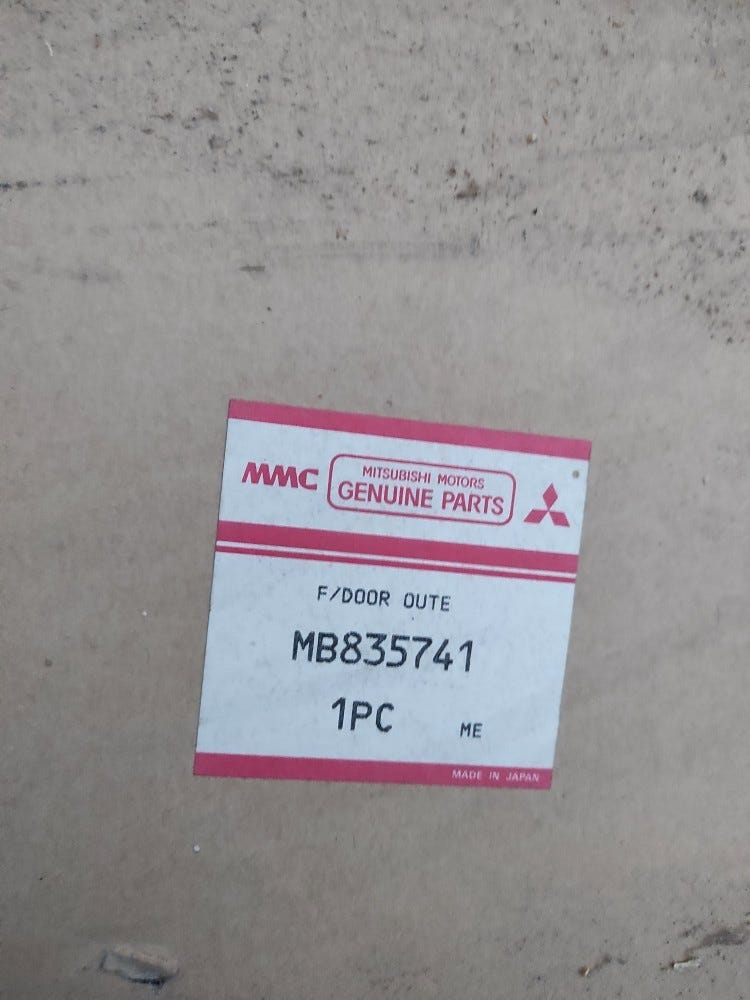 MMC
MITSUBISHI MOTORS
GENUINE PARTS
F/DOOR OUTE
MB835741
1PC ME
MADE IN JAPAN